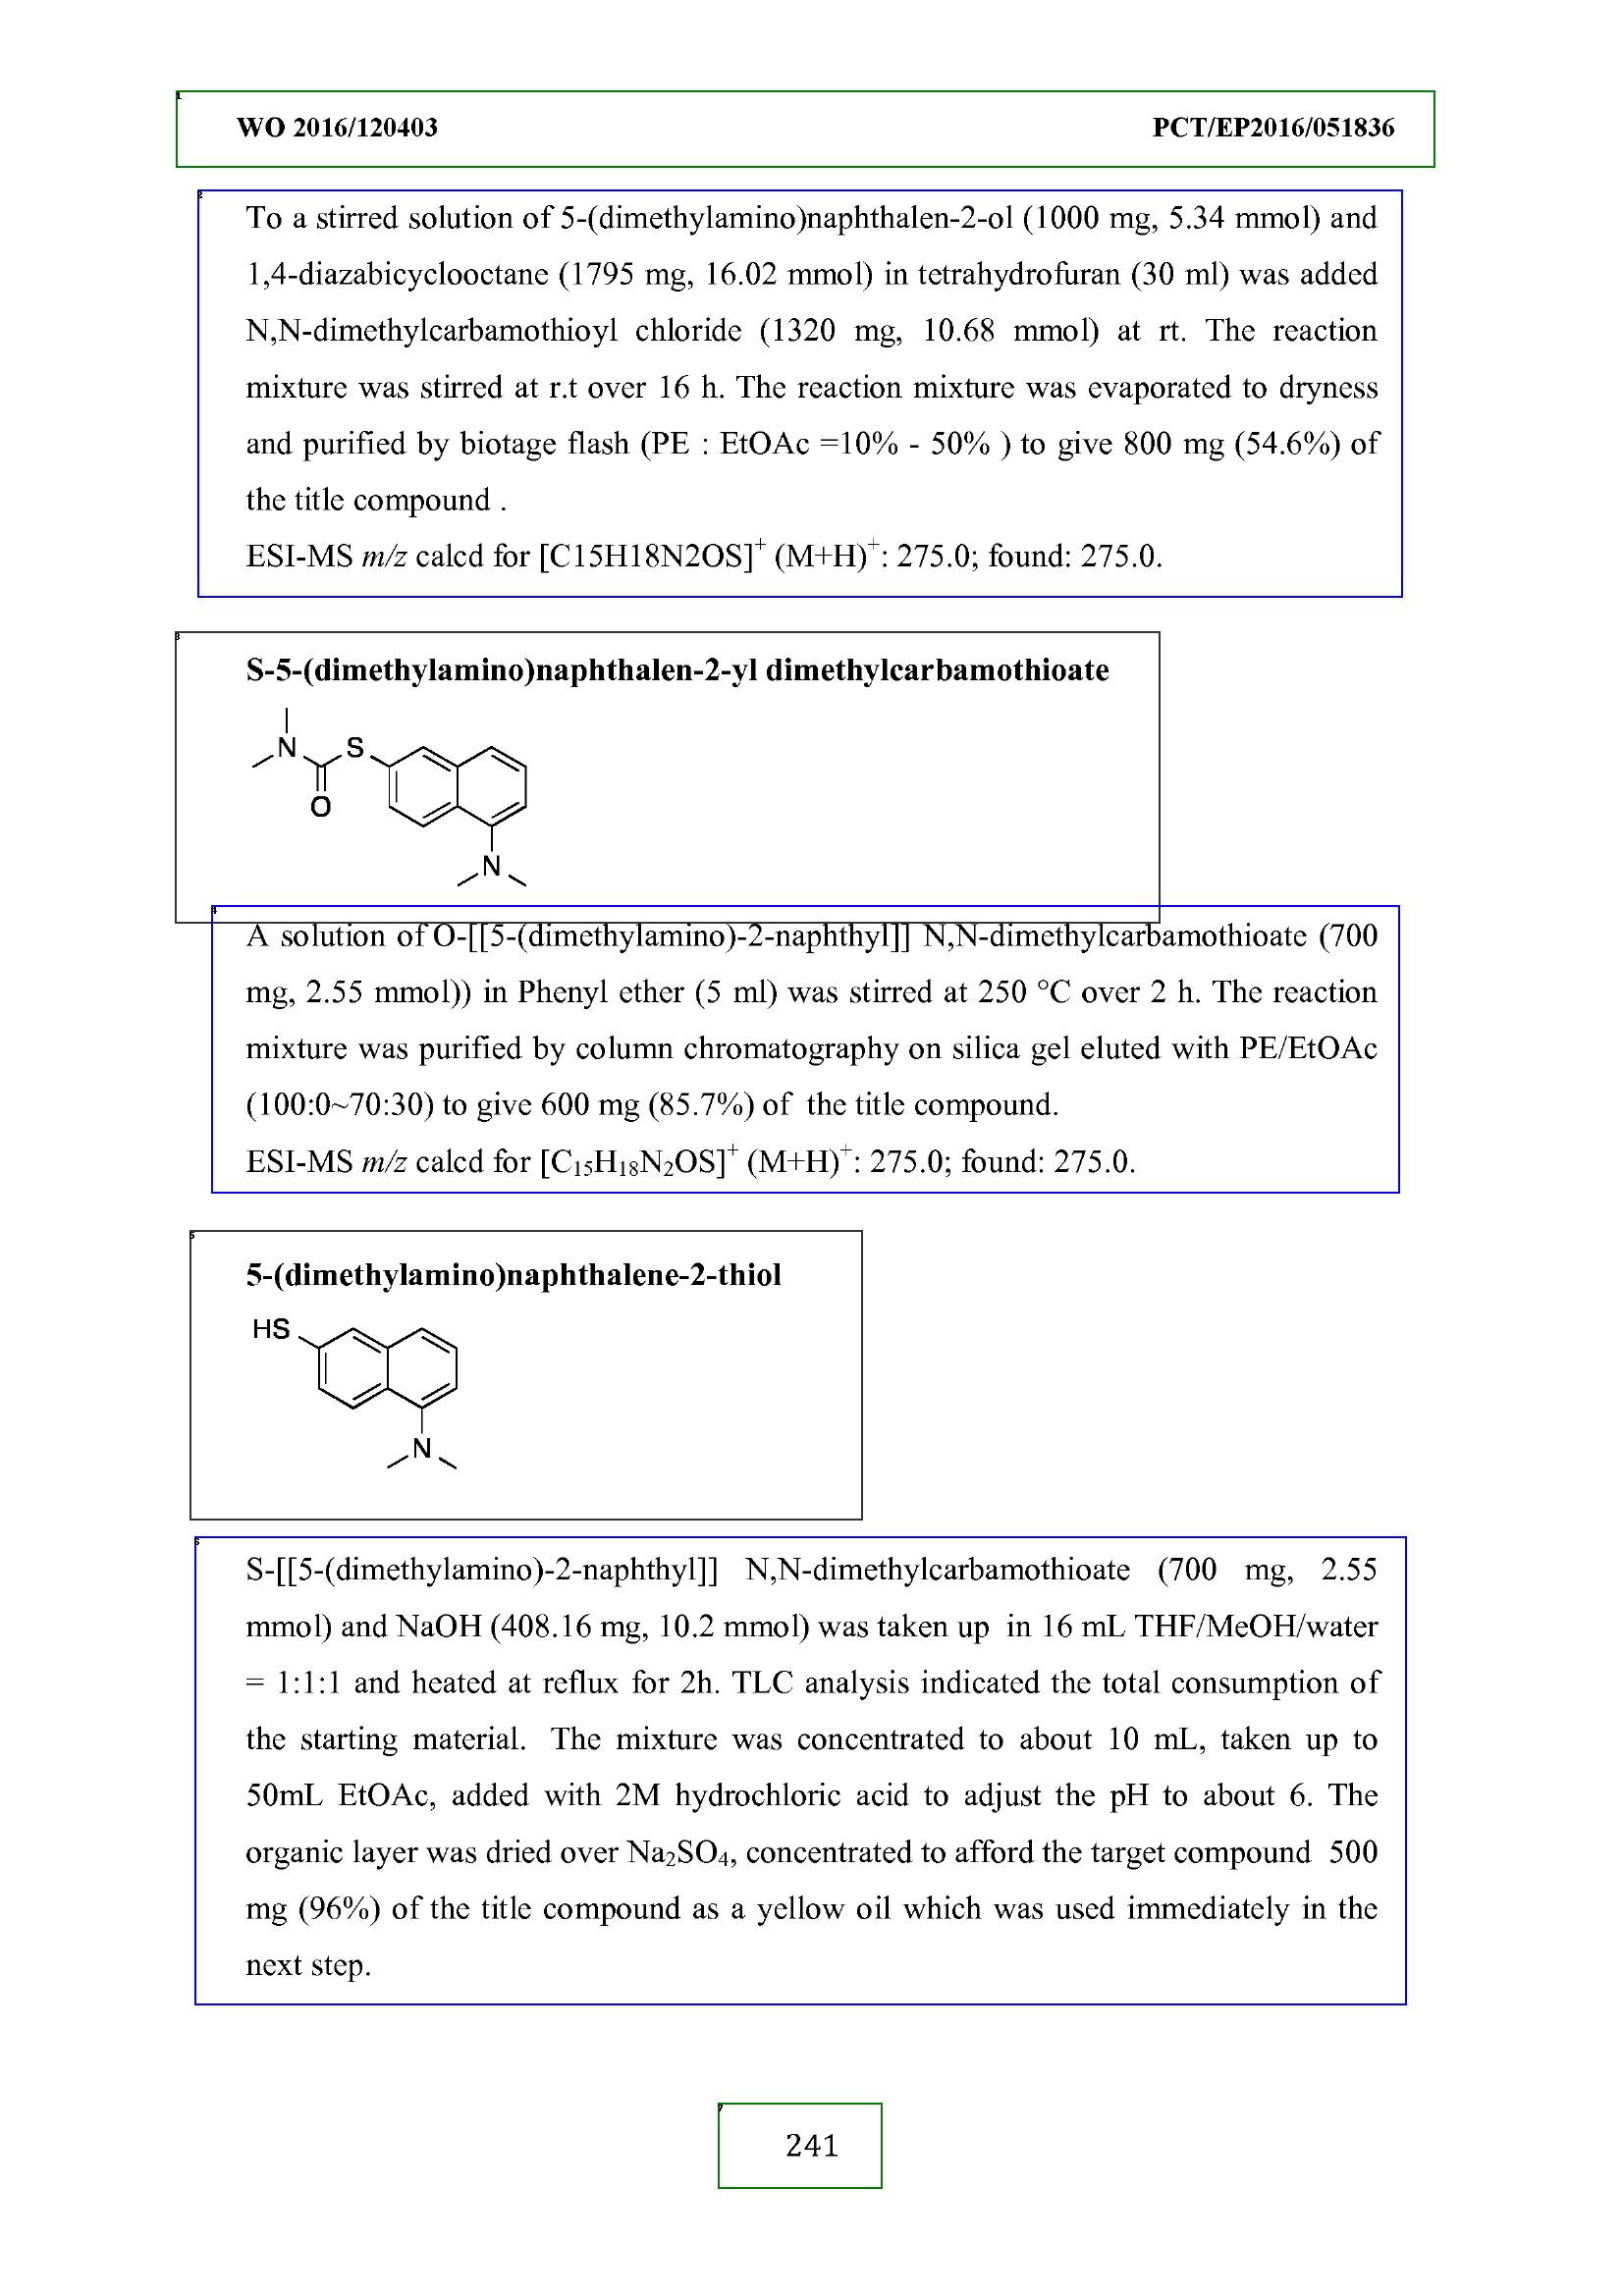 WO 2016/120403 PCT/EP2016/051836
To a stirred solution of 5-(dimethylamino)naphthalen-2-ol (1000 mg, 5.34 mmol) and
1,4-diazabicyclooctane (1795 mg, 16.02 mmol) in tetrahydrofuran (30 ml) was added
N,N-dimethylcarbamothioyl chloride (1320 mg, 10.68 mmol) at rt. The reaction
mixture was stirred at r.t over 16 h. The reaction mixture was evaporated to dryness
and purified by biotage flash (PE : EtOAc =10% - 50% ) to give 800 mg (54.6%) of
the title compound .
ESI-MS m/z calcd for [C15H18N2OS]⁺ (M+H)⁺: 275.0; found: 275.0.
S-5-(dimethylamino)naphthalen-2-yl dimethylcarbamothioate
N S
O
N
A solution of O-[[5-(dimethylamino)-2-naphthyl]] N,N-dimethylcarbamothioate (700
mg, 2.55 mmol)) in Phenyl ether (5 ml) was stirred at 250 °C over 2 h. The reaction
mixture was purified by column chromatography on silica gel eluted with PE/EtOAc
(100:0~70:30) to give 600 mg (85.7%) of the title compound.
ESI-MS m/z calcd for [C₁₅H₁₈N₂OS]⁺ (M+H)⁺: 275.0; found: 275.0.
5-(dimethylamino)naphthalene-2-thiol
HS
N
S-[[5-(dimethylamino)-2-naphthyl]] N,N-dimethylcarbamothioate (700 mg, 2.55
mmol) and NaOH (408.16 mg, 10.2 mmol) was taken up in 16 mL THF/MeOH/water
= 1:1:1 and heated at reflux for 2h. TLC analysis indicated the total consumption of
the starting material. The mixture was concentrated to about 10 mL, taken up to
50mL EtOAc, added with 2M hydrochloric acid to adjust the pH to about 6. The
organic layer was dried over Na₂SO₄, concentrated to afford the target compound 500
mg (96%) of the title compound as a yellow oil which was used immediately in the
next step.
241